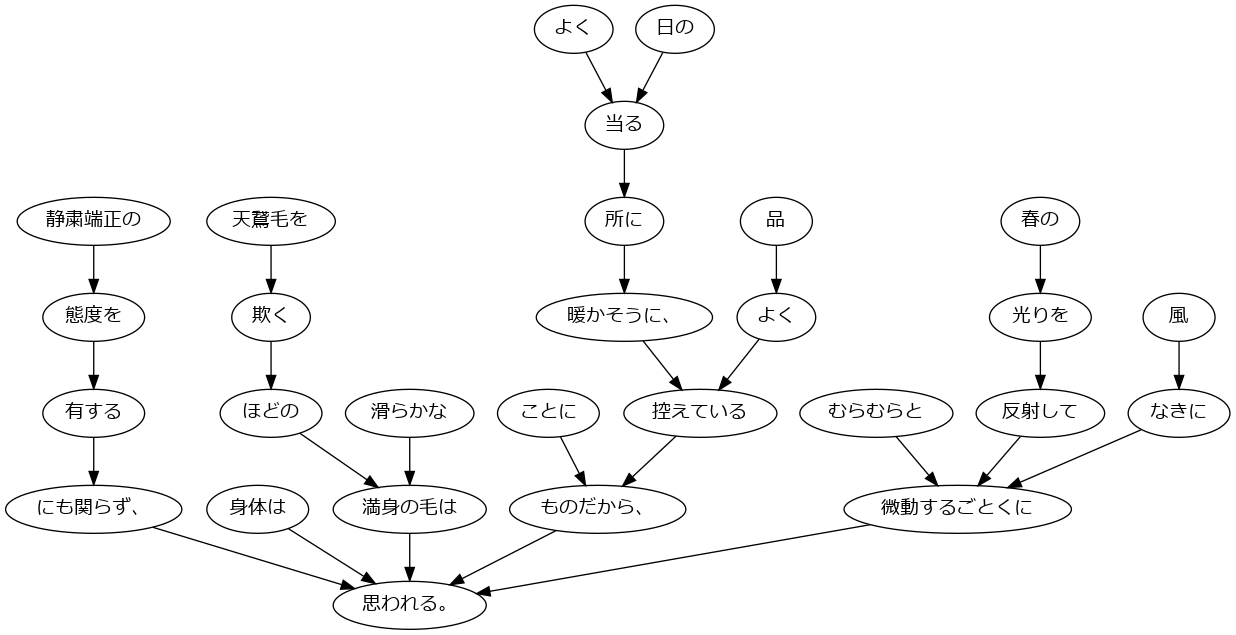 よく
日の
当る
静粛端正の
天鵞毛を
所に
品
春の
態度を
欺く
暖かそうに、
よく
光りを
風
有する
ほどの
滑らかな
ことに
控えている
むらむらと
反射して
なきに
にも関らず、
身体は
満身の毛は
ものだから、
微動するごとくに
思われる。